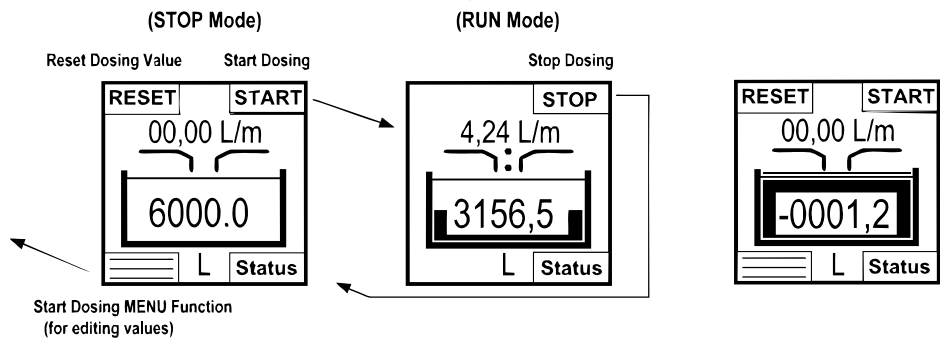 (STOP Mode)
(RUN Mode)
Reset Dosing Value
Start Dosing
Stop Dosing
RESET
START
00,00 L/m
6000.0
L
Status
STOP
4,24 L/m
3156,5
L
Status
RESET
START
00,00 L/m
-0001,2
L
Status
Start Dosing MENU Function
(for editing values)